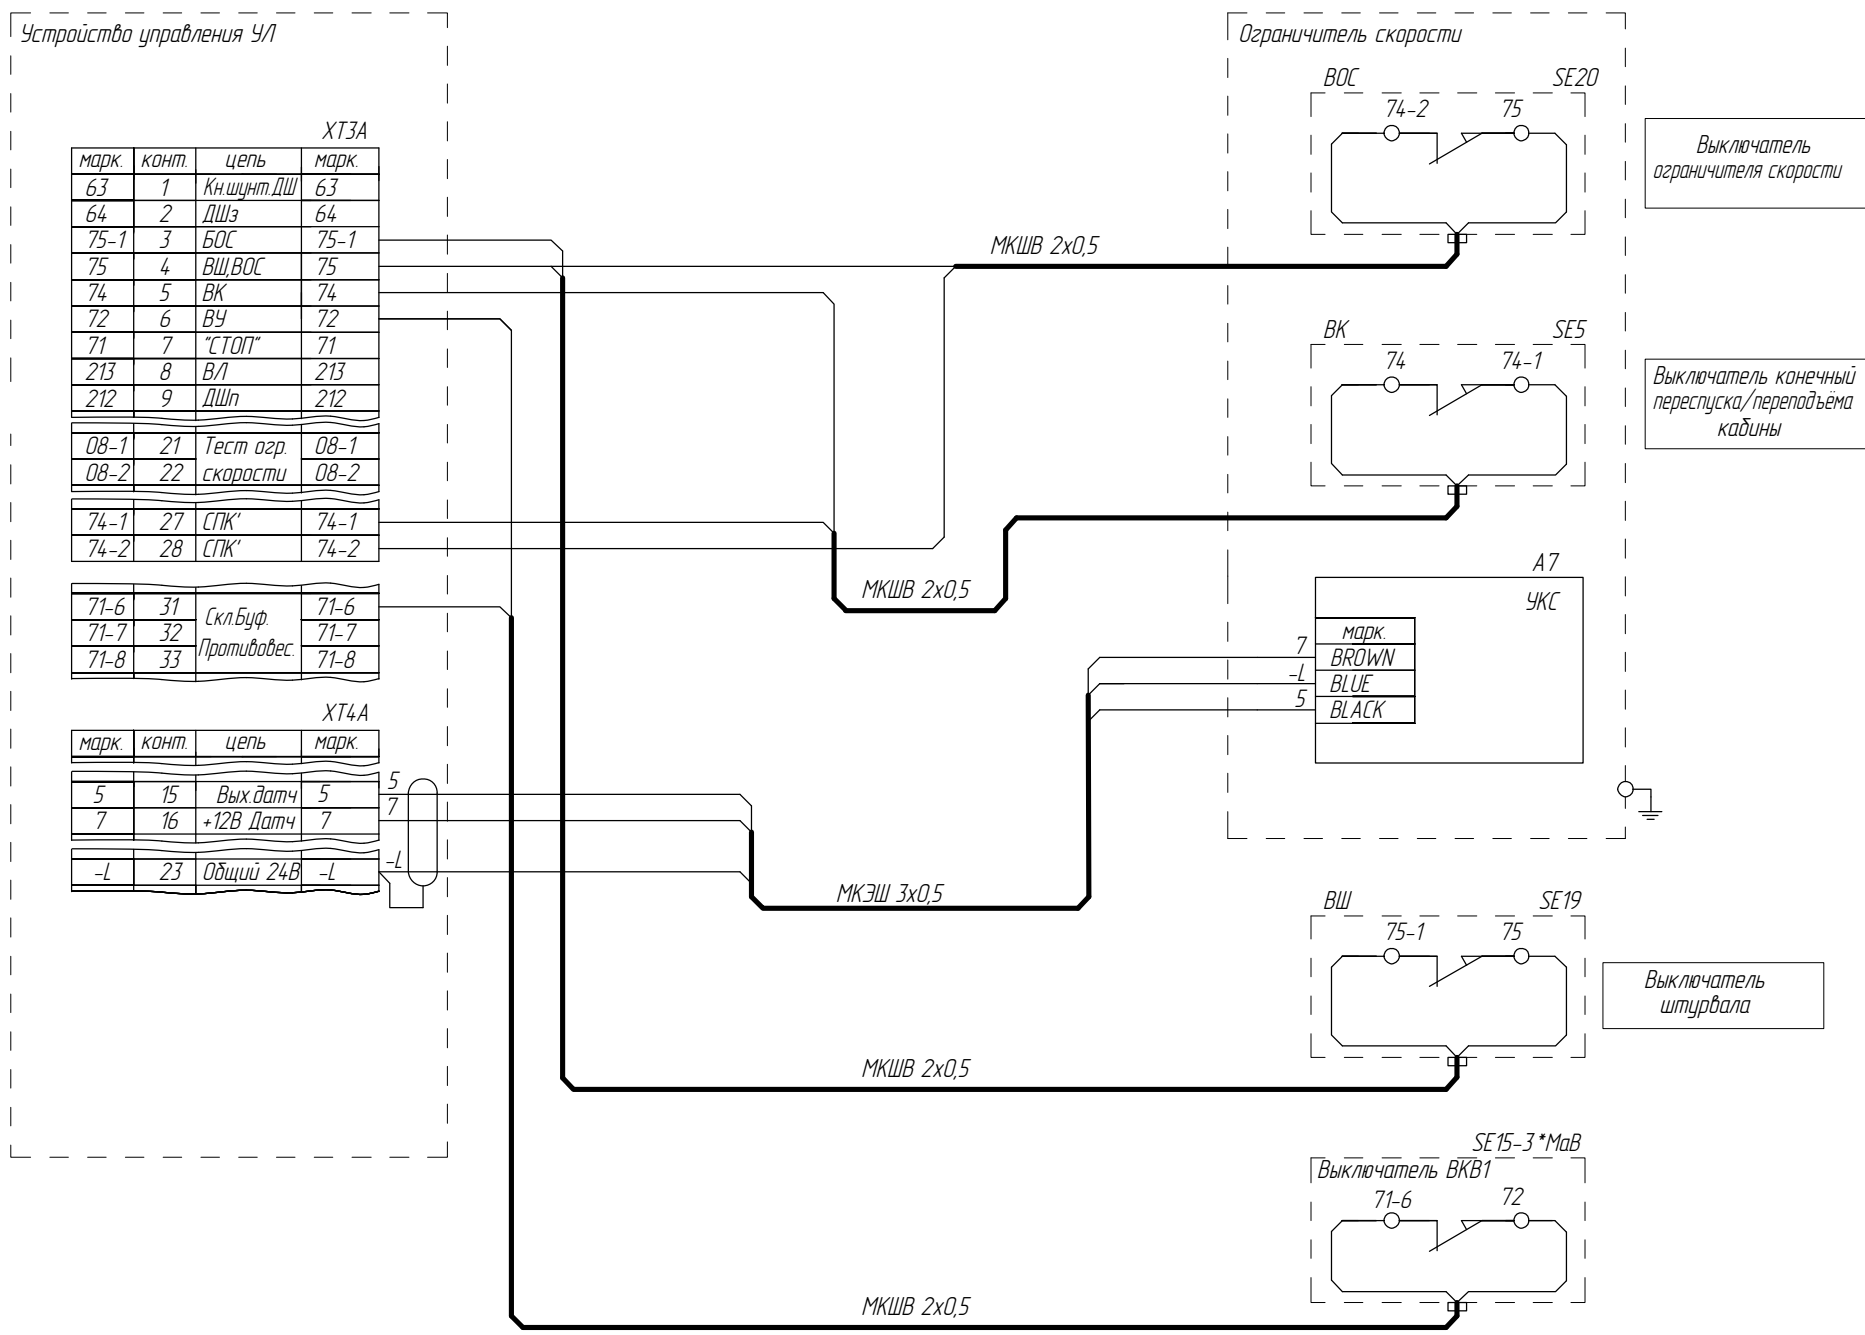 Устройство управления УЛ
ХТ3А
марк. конт. цепь марк.
63 1 Кн.шунт.ДШ 63
64 2 ДШз 64
75-1 3 БОС 75-1
75 4 ВШ,ВОС 75
74 5 ВК 74
72 6 ВУ 72
71 7 "СТОП" 71
213 8 ВЛ 213
212 9 ДШп 212
08-1 21 Тест огр. 08-1
08-2 22 скорости 08-2
74-1 27 СПК' 74-1
74-2 28 СПК' 74-2
71-6 31 Скл.Буф. 71-6
71-7 32 71-7
Противовес.
71-8 33 71-8
ХТ4А
марк. конт. цепь марк.
5 15 Вых.датч 5
7 16 +12В Датч 7
-L 23 Общий 24В -L
5
7
-L
МКШВ 2х0,5
МКШВ 2х0,5
МКЭШ 3х0,5
МКШВ 2х0,5
МКШВ 2х0,5
Ограничитель скорости
ВОС SE20
74-2 75
Выключатель
ограничителя скорости
ВК SE5
74 74-1
Выключатель конечный
переспуска/переподъёма
кабины
А7
УКС
марк.
7 BROWN
-L BLUE
5 BLACK
ВШ SE19
75-1 75
Выключатель
штурвала
SE15-3 *МаВ
Выключатель ВКВ1
71-6 72